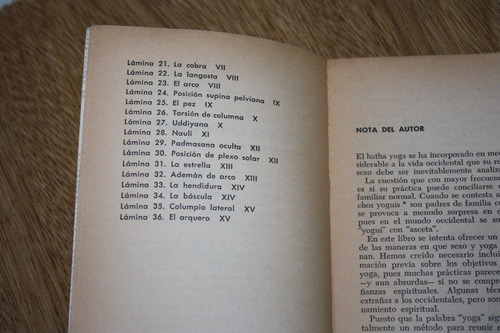 Lámina 21. La cobra VII
Lámina 22. La langosta VIII
Lámina 23. El arco VIII
Lámina 24. Posición supina pelviana IX
Lámina 25. El pez IX
Lámina 26. Torsión de columna X
Lámina 27. Uddiyana X
Lámina 28. Nauli XI
Lámina 29. Padmasana oculta XII
Lámina 30. Posición de plexo solar XII
Lámina 31. La estrella XIII
Lámina 32. Ademán de arco XIII
Lámina 33. La hendidura XIV
Lámina 34. La báscula XIV
Lámina 35. Columpio lateral XV
Lámina 36. El arquero XV
NOTA DEL AUTOR
El hatha yoga se ha incorporado en
siderable a la vida occidental que su
sexo debe ser inevitablemente
La cuestión que con mayor
es si su práctica puede conciliarse
familiar normal. Cuando se contesta a
chos yoguis * son padres de familia
se provoca a menudo sorpresa en
pues en el mundo occidental se
"yogui" con "asceta".
En este libro se intenta ofrecer un
de las maneras en que sexo y yoga
nan. Hemos creído necesario
mación previa sobre los objetivos
yoga, pues muchas prácticas
—y aun absurdas— si no se
ñanzas espirituales. Algunas
extrañas a los occidentales, pero son
namiento espiritual.
Puesto que la palabra "yoga"
talmente un método para reunir